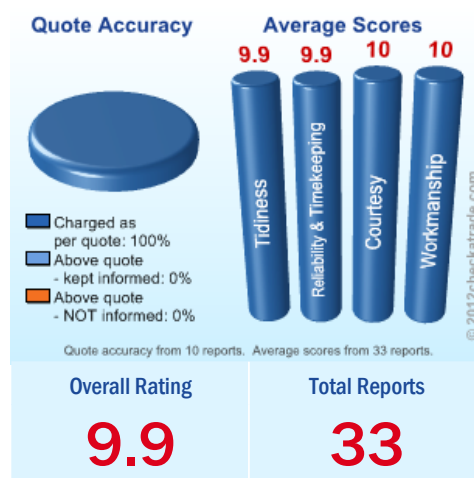 Quote Accuracy
Average Scores
9.9 9.9 10 10
Tidiness
Reliability & Timekeeping
Courtesy
Workmanship
Charged as
per quote: 100%
Above quote
- kept informed: 0%
Above quote
- NOT informed: 0%
© 2012checkatrade.com
Quote accuracy from 10 reports. Average scores from 33 reports.
Overall Rating
Total Reports
9.9
33